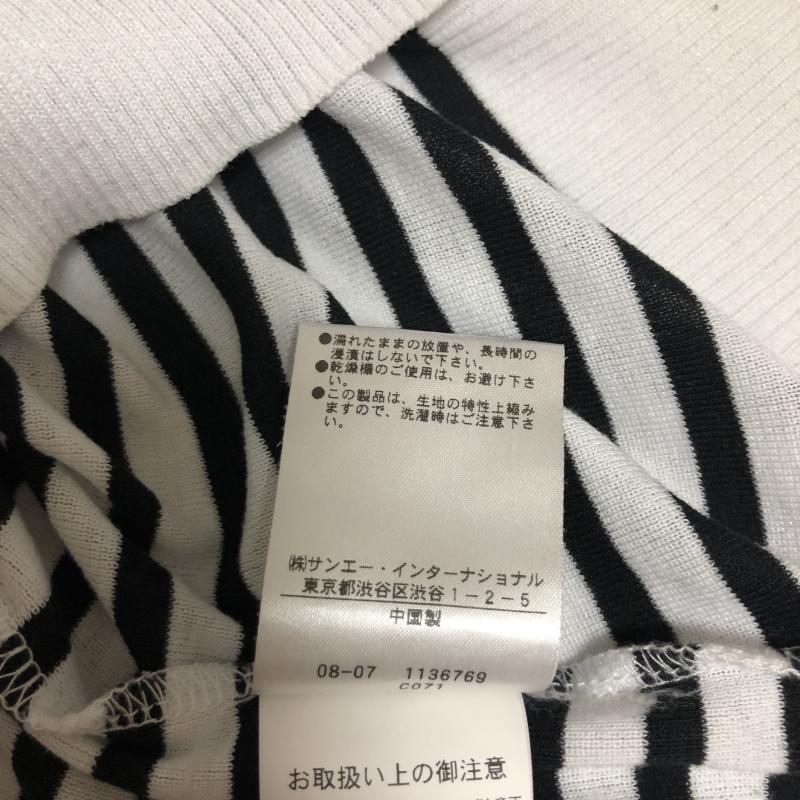 ●濡れたままの放置や、長時間の
浸漬はしないで下さい。
●乾燥機のご使用は、お避け下さ
い。
●この製品は、生地の特性上縮み
ますので、洗濯時はご注意下さ
い。
㈱サンエー・インターナショナル
東京都渋谷区渋谷1-2-5
中国製
08-07 1136769
C071
お取扱い上の御注意